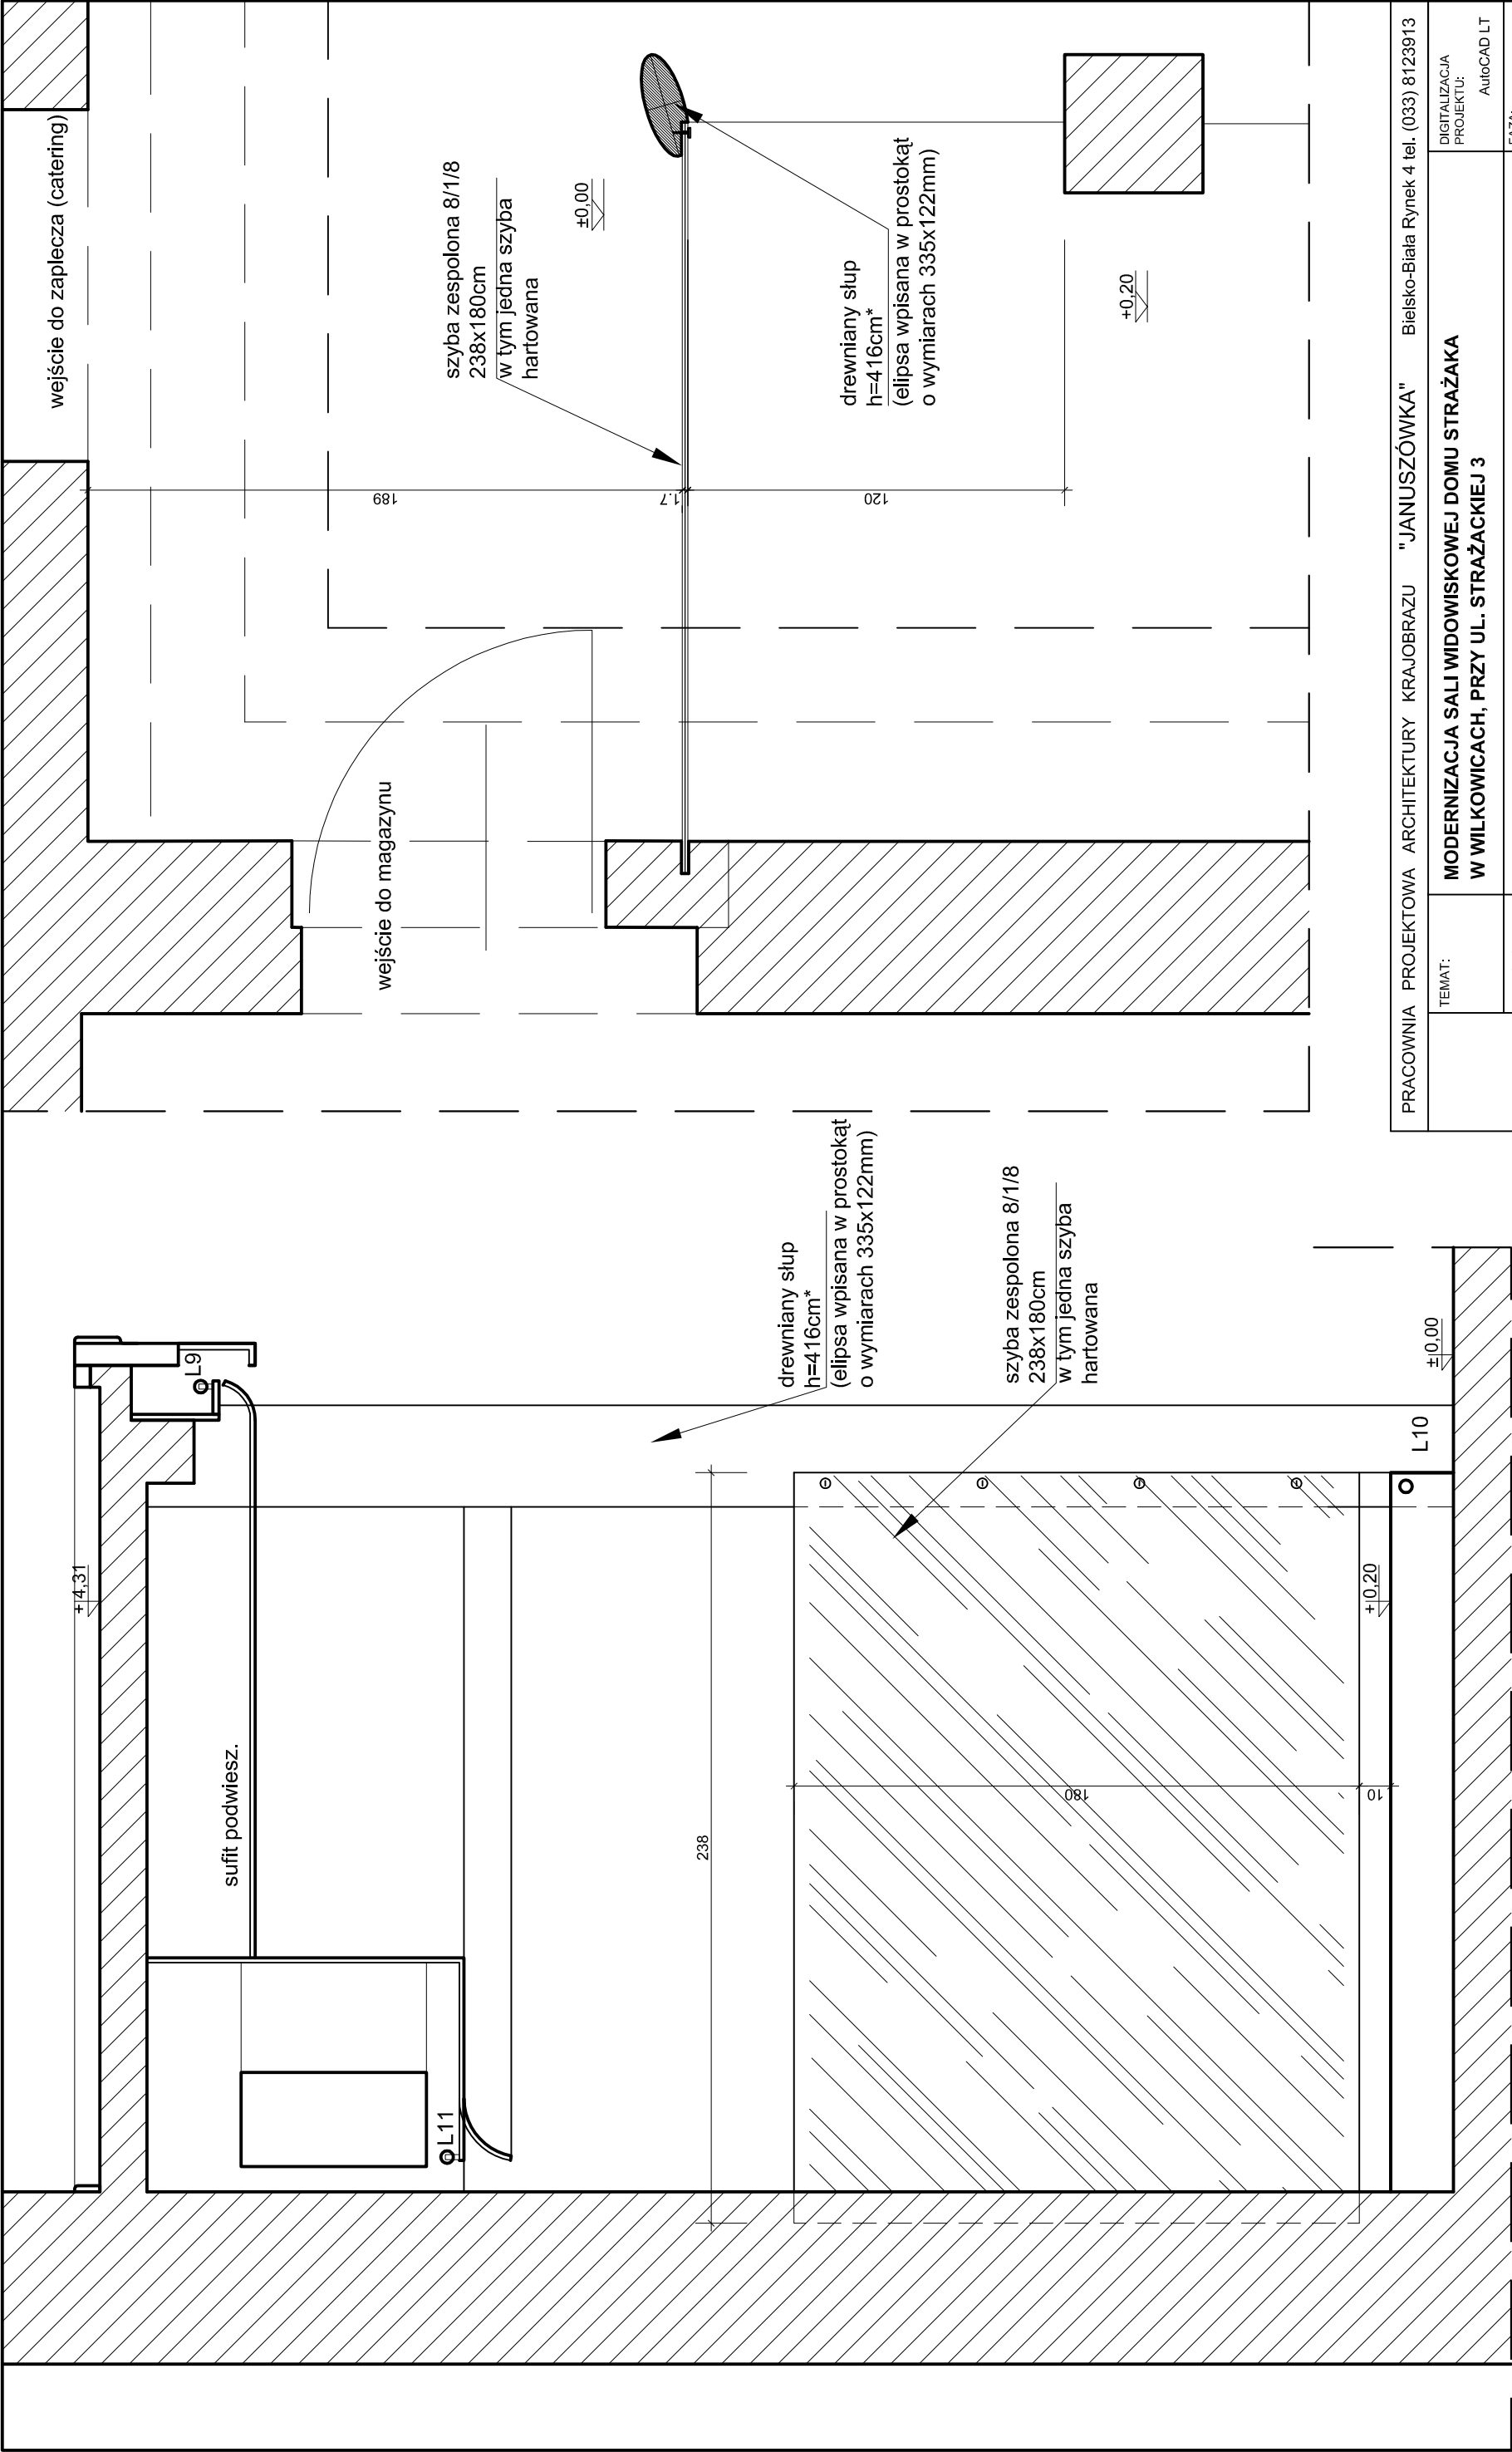 +4,31
sufit podwiesz.
L9
L11
238
drewniany słup
h=416cm*
(elipsa wpisana w prostokąt
o wymiarach 335x122mm)
szyba zespolona 8/1/8
238x180cm
w tym jedna szyba
hartowana
180
10
+0,20
L10
±0,00
wejście do zaplecza (catering)
wejście do magazynu
189
1.7
120
szyba zespolona 8/1/8
238x180cm
w tym jedna szyba
hartowana
±0,00
drewniany słup
h=416cm*
(elipsa wpisana w prostokąt
o wymiarach 335x122mm)
+0,20
PRACOWNIA PROJEKTOWA ARCHITEKTURY KRAJOBRAZU "JANUSZÓWKA" Bielsko-Biała Rynek 4 tel. (033) 8123913
TEMAT:
MODERNIZACJA SALI WIDOWISKOWEJ DOMU STRAŻAKA
W WILKOWICACH, PRZY UL. STRAŻACKIEJ 3
DIGITALIZACJA
PROJEKTU:
AutoCAD LT